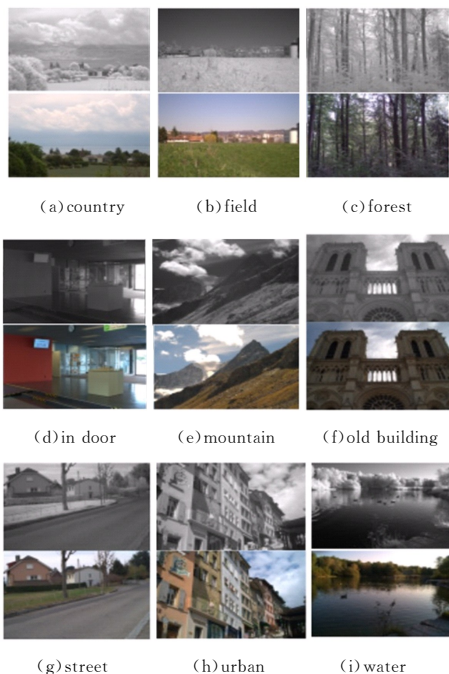 (a)country (b)field (c)forest
(d)in door (e)mountain (f)old building
(g)street (h)urban (i)water